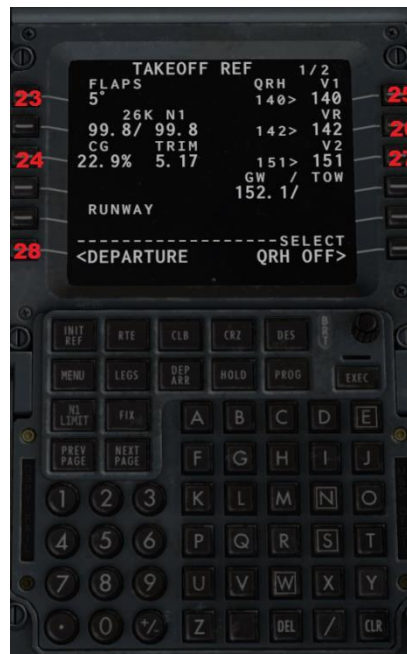 TAKEOFF REF 1/2
FLAPS QRH V1
23 5° 140> 140 25
26K N1 VR
99.8/ 99.8 142> 142 26
CG TRIM V2
24 22.9% 5.17 151> 151 27
GW / TOW
152.1/
RUNWAY
--------------------SELECT
28 <DEPARTURE QRH OFF>
BRT
INIT REF RTE CLB CRZ DES
MENU LEGS DEP ARR HOLD PROG EXEC
N1 LIMIT FIX A B C D E
PREV PAGE NEXT PAGE F G H I J
1 2 3 K L M N O
4 5 6 P Q R S T
7 8 9 U V W X Y
. 0 +/- Z DEL / CLR